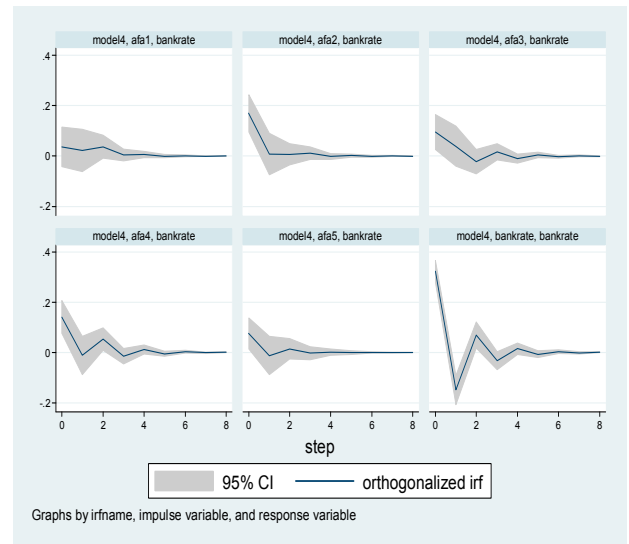 model4, afa1, bankrate
model4, afa2, bankrate
model4, afa3, bankrate
.4
.2
0
-.2
model4, afa4, bankrate
model4, afa5, bankrate
model4, bankrate, bankrate
.4
.2
0
-.2
0 2 4 6 8
0 2 4 6 8
0 2 4 6 8
step
95% CI
orthogonalized irf
Graphs by irfname, impulse variable, and response variable